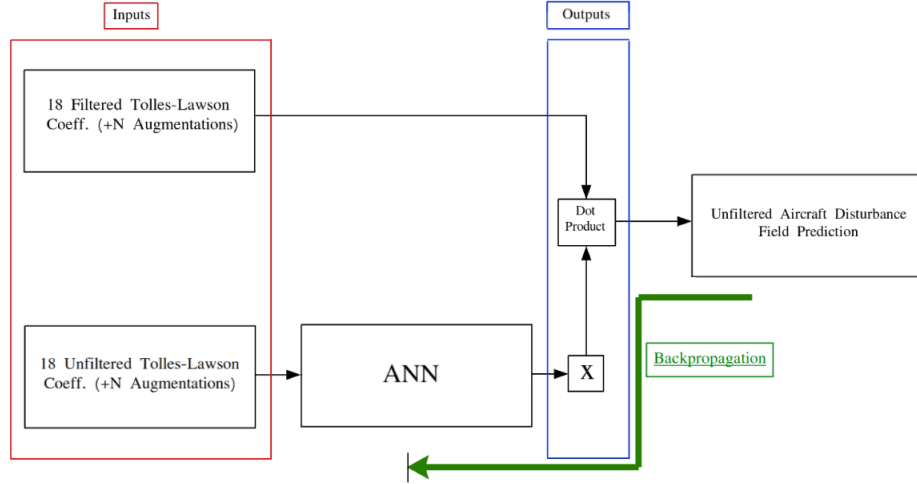 Inputs
Outputs
18 Filtered Tolles-Lawson
Coeff. (+N Augmentations)
Dot
Product
Unfiltered Aircraft Disturbance
Field Prediction
18 Unfiltered Tolles-Lawson
Coeff. (+N Augmentations)
ANN
X
Backpropagation